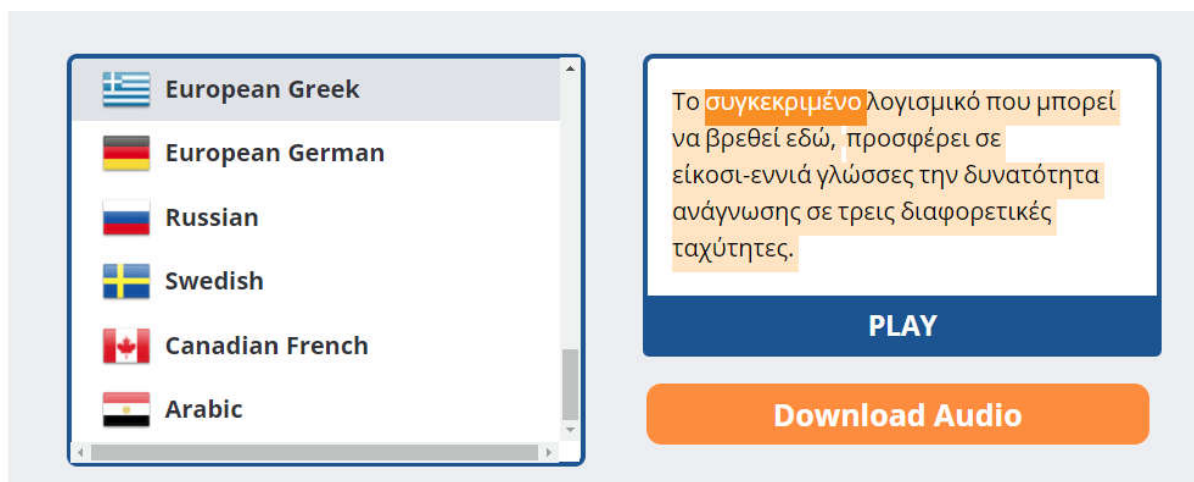 European Greek
European German
Russian
Swedish
Canadian French
Arabic
Το συγκεκριμένο λογισμικό που μπορεί
να βρεθεί εδώ, προσφέρει σε
είκοσι-εννιά γλώσσες την δυνατότητα
ανάγνωσης σε τρεις διαφορετικές
ταχύτητες.
PLAY
Download Audio